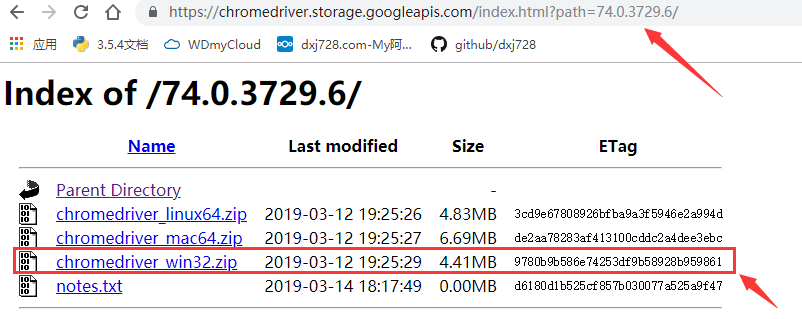 https://chromedriver.storage.googleapis.com/index.html?path=74.0.3729.6/
应用 3.5.4文档 WDmyCloud dxj728.com-My阿... github/dxj728
Index of /74.0.3729.6/
Name Last modified Size ETag
Parent Directory -
chromedriver_linux64.zip 2019-03-12 19:25:26 4.83MB 3cd9e67808926bfba9a3f5946e2a994d
chromedriver_mac64.zip 2019-03-12 19:25:27 6.69MB de2aa78283af413100cddc2a4dee3ebc
chromedriver_win32.zip 2019-03-12 19:25:29 4.41MB 9780b9b586e74253df9b58928b959861
notes.txt 2019-03-14 18:17:49 0.00MB d6180d1b525cf857b030077a525a9f47